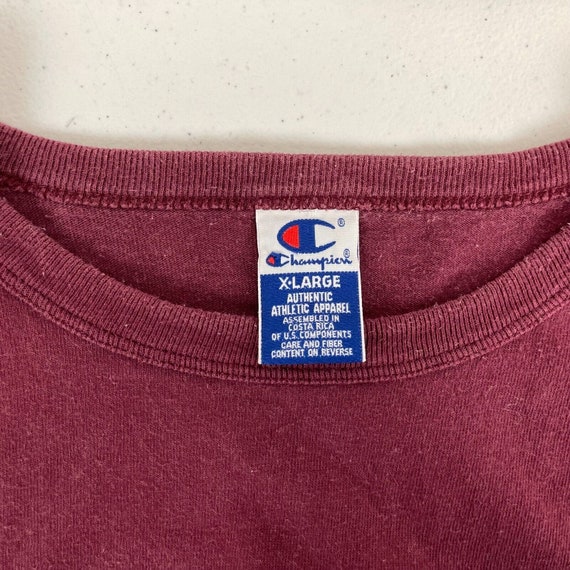 ®
Champion
X-LARGE
AUTHENTIC
ATHLETIC APPAREL
ASSEMBLED IN
COSTA RICA
OF U.S. COMPONENTS
CARE AND FIBER
CONTENT ON REVERSE